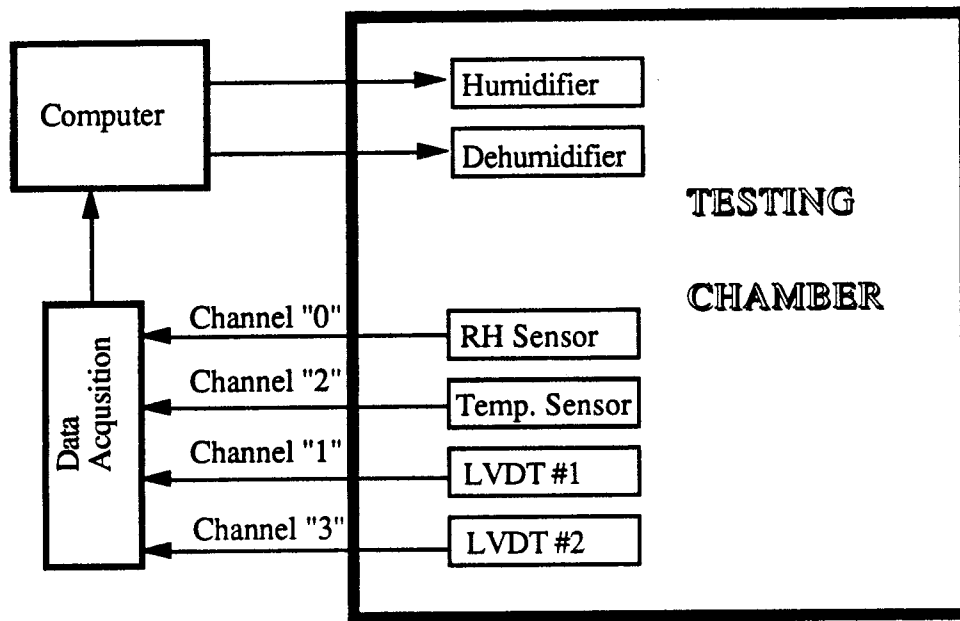 Computer
Humidifier
Dehumidifier
TESTING
CHAMBER
Data
Acqusition
Channel "0"
RH Sensor
Channel "2"
Temp. Sensor
Channel "1"
LVDT #1
Channel "3"
LVDT #2